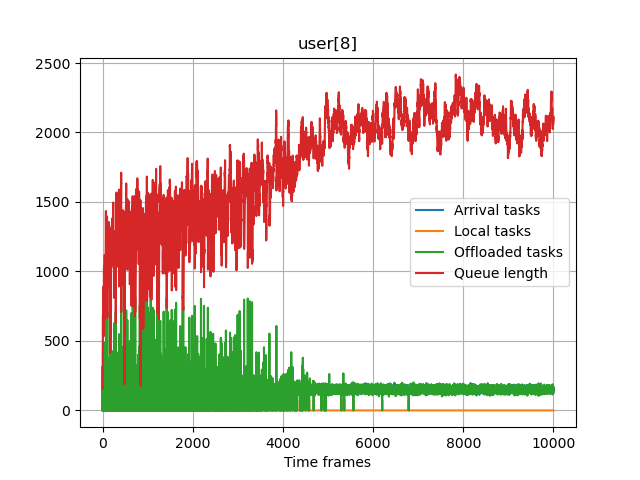 user[8]
2500
2000
1500
1000
500
0
Arrival tasks
Local tasks
Offloaded tasks
Queue length
0 2000 4000 6000 8000 10000
Time frames